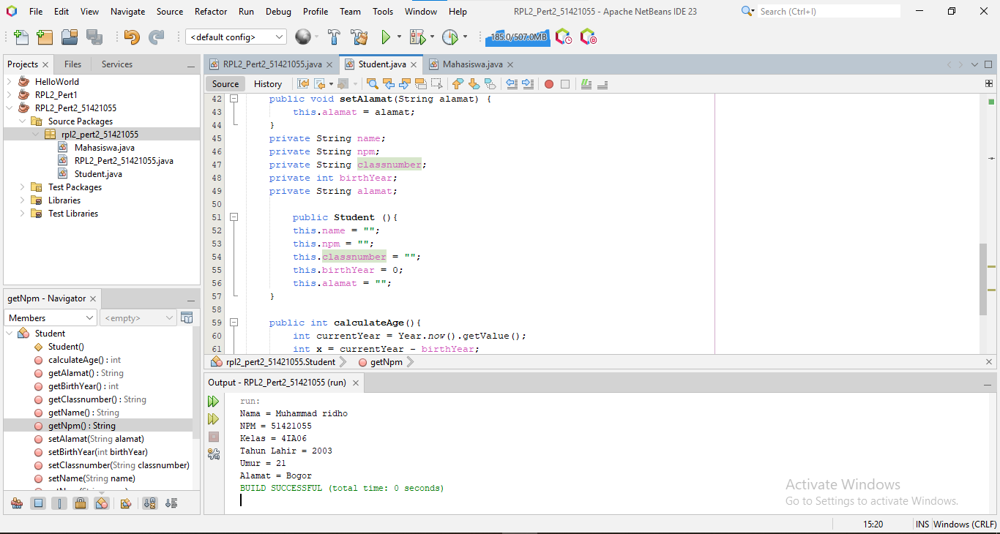 File Edit View Navigate Source Refactor Run Debug Profile Team Tools Window Help RPL2_Pert2_51421055 - Apache NetBeans IDE 23 Search (Ctrl+I)
<default config> 185.0/507.0MB
Projects Files Services
HelloWorld
RPL2_Pert1
RPL2_Pert2_51421055
Source Packages
rpl2_pert2_51421055
Mahasiswa.java
RPL2_Pert2_51421055.java
Student.java
Test Packages
Libraries
Test Libraries
getNpm - Navigator
Members <empty>
Student
Student()
calculateAge() : int
getAlamat() : String
getBirthYear() : int
getClassnumber() : String
getName() : String
getNpm() : String
setAlamat(String alamat)
setBirthYear(int birthYear)
setClassnumber(String classnumber)
setName(String name)
RPL2_Pert2_51421055.java Student.java Mahasiswa.java
Source History
42 public void setAlamat(String alamat) {
43 this.alamat = alamat;
44 }
45 private String name;
46 private String npm;
47 private String classnumber;
48 private int birthYear;
49 private String alamat;
50
51 public Student (){
52 this.name = "";
53 this.npm = "";
54 this.classnumber = "";
55 this.birthYear = 0;
56 this.alamat = "";
57 }
58
59 public int calculateAge(){
60 int currentYear = Year.now().getValue();
61 int x = currentYear - birthYear;
rpl2_pert2_51421055.Student getNpm
Output - RPL2_Pert2_51421055 (run)
run:
Nama = Muhammad ridho
NPM = 51421055
Kelas = 4IA06
Tahun Lahir = 2003
Umur = 21
Alamat = Bogor
BUILD SUCCESSFUL (total time: 0 seconds)
Activate Windows
Go to Settings to activate Windows.
15:20 INS Windows (CRLF)